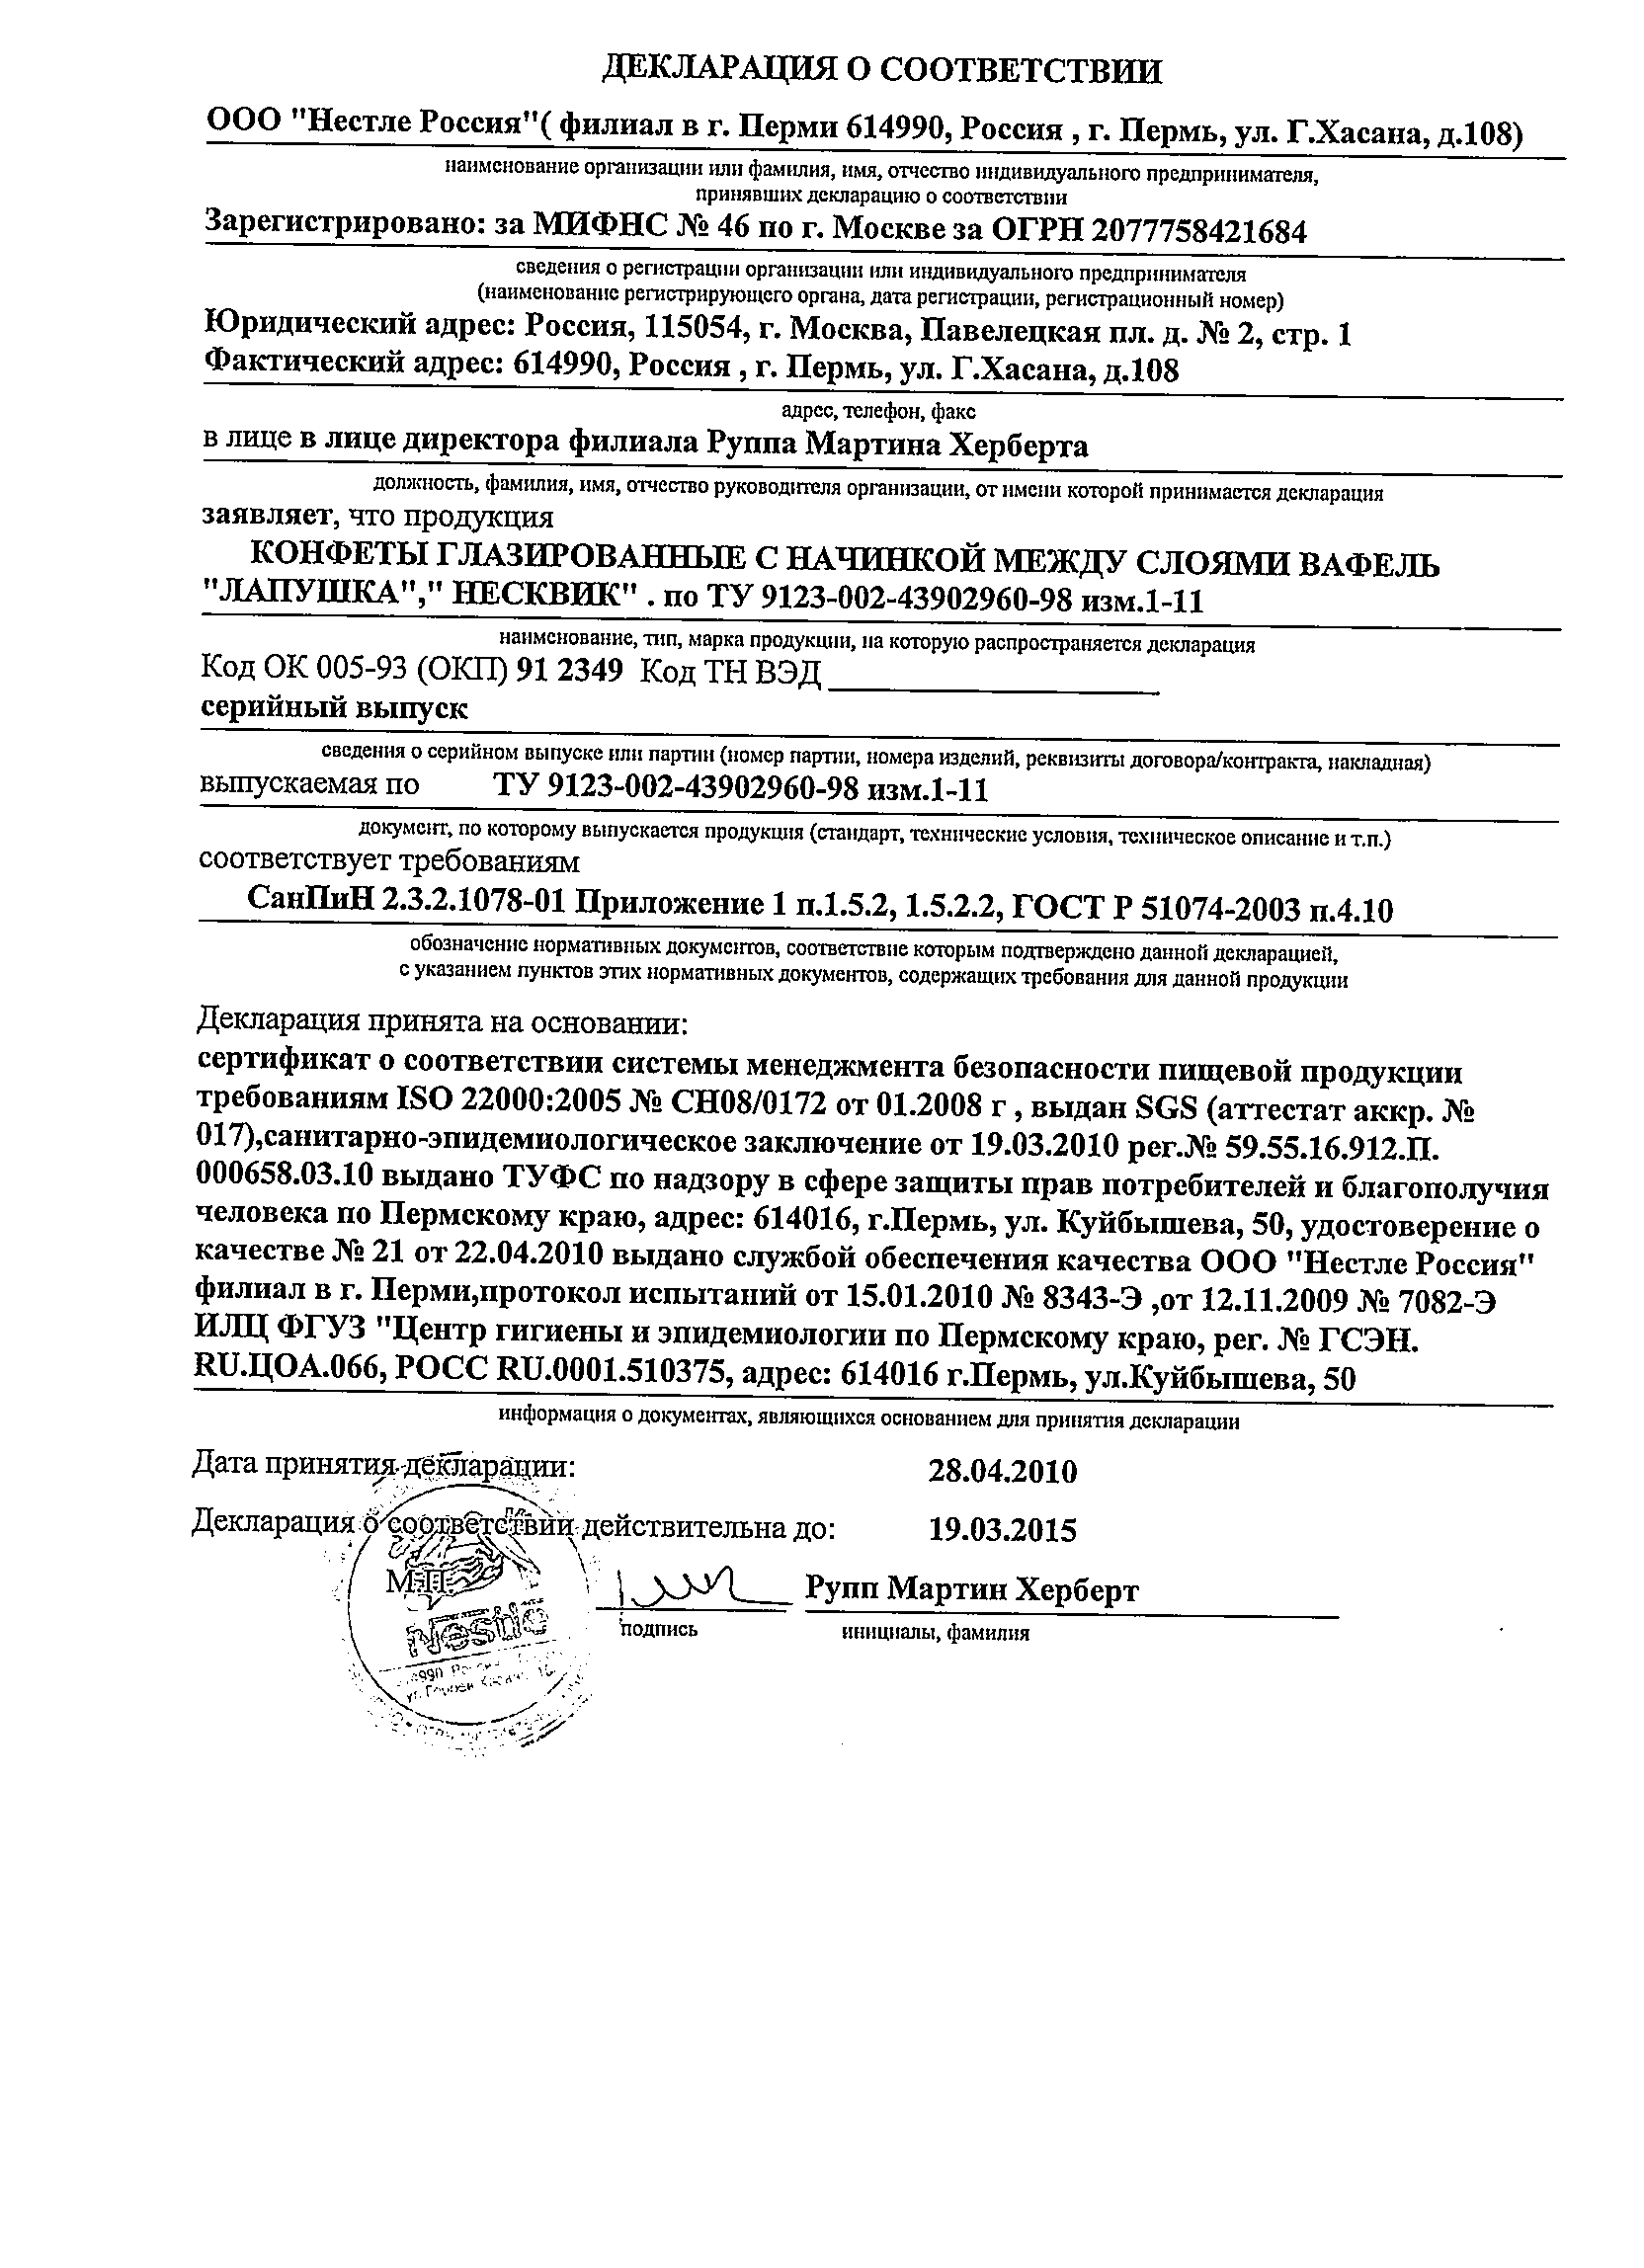 ДЕКЛАРАЦИЯ О СООТВЕТСТВИИ
ООО "Нестле Россия"( филиал в г. Перми 614990, Россия , г. Пермь, ул. Г.Хасана, д.108)
наименование организации или фамилия, имя, отчество индивидуального предпринимателя,
принявших декларацию о соответствии
Зарегистрировано: за МИФНС № 46 по г. Москве за ОГРН 2077758421684
сведения о регистрации организации или индивидуального предпринимателя
(наименование регистрирующего органа, дата регистрации, регистрационный номер)
Юридический адрес: Россия, 115054, г. Москва, Павелецкая пл. д. № 2, стр. 1
Фактический адрес: 614990, Россия , г. Пермь, ул. Г.Хасана, д.108
адрес, телефон, факс
в лице в лице директора филиала Руппа Мартина Херберта
должность, фамилия, имя, отчество руководителя организации, от имени которой принимается декларация
заявляет, что продукция
КОНФЕТЫ ГЛАЗИРОВАННЫЕ С НАЧИНКОЙ МЕЖДУ СЛОЯМИ ВАФЕЛЬ
"ЛАПУШКА"," НЕСКВИК" . по ТУ 9123-002-43902960-98 изм.1-11
наименование, тип, марка продукции, на которую распространяется декларация
Код ОК 005-93 (ОКП) 91 2349 Код ТН ВЭД
серийный выпуск
сведения о серийном выпуске или партии (номер партии, номера изделий, реквизиты договора/контракта, накладная)
выпускаемая по ТУ 9123-002-43902960-98 изм.1-11
документ, по которому выпускается продукция (стандарт, технические условия, техническое описание и т.п.)
соответствует требованиям
СанПиН 2.3.2.1078-01 Приложение 1 п.1.5.2, 1.5.2.2, ГОСТ Р 51074-2003 п.4.10
обозначение нормативных документов, соответствие которым подтверждено данной декларацией,
с указанием пунктов этих нормативных документов, содержащих требования для данной продукции
Декларация принята на основании:
сертификат о соответствии системы менеджмента безопасности пищевой продукции
требованиям ISO 22000:2005 № CH08/0172 от 01.2008 г , выдан SGS (аттестат аккр. №
017),санитарно-эпидемиологическое заключение от 19.03.2010 рег.№ 59.55.16.912.П.
000658.03.10 выдано ТУФС по надзору в сфере защиты прав потребителей и благополучия
человека по Пермскому краю, адрес: 614016, г.Пермь, ул. Куйбышева, 50, удостоверение о
качестве № 21 от 22.04.2010 выдано службой обеспечения качества ООО "Нестле Россия"
филиал в г. Перми,протокол испытаний от 15.01.2010 № 8343-Э ,от 12.11.2009 № 7082-Э
ИЛЦ ФГУЗ "Центр гигиены и эпидемиологии по Пермскому краю, рег. № ГСЭН.
RU.ЦОА.066, РОСС RU.0001.510375, адрес: 614016 г.Пермь, ул.Куйбышева, 50
информация о документах, являющихся основанием для принятия декларации
Дата принятия декларации: 28.04.2010
Декларация о соответствии действительна до: 19.03.2015
М.П. Рупп Мартин Херберт
подпись инициалы, фамилия
Nestle